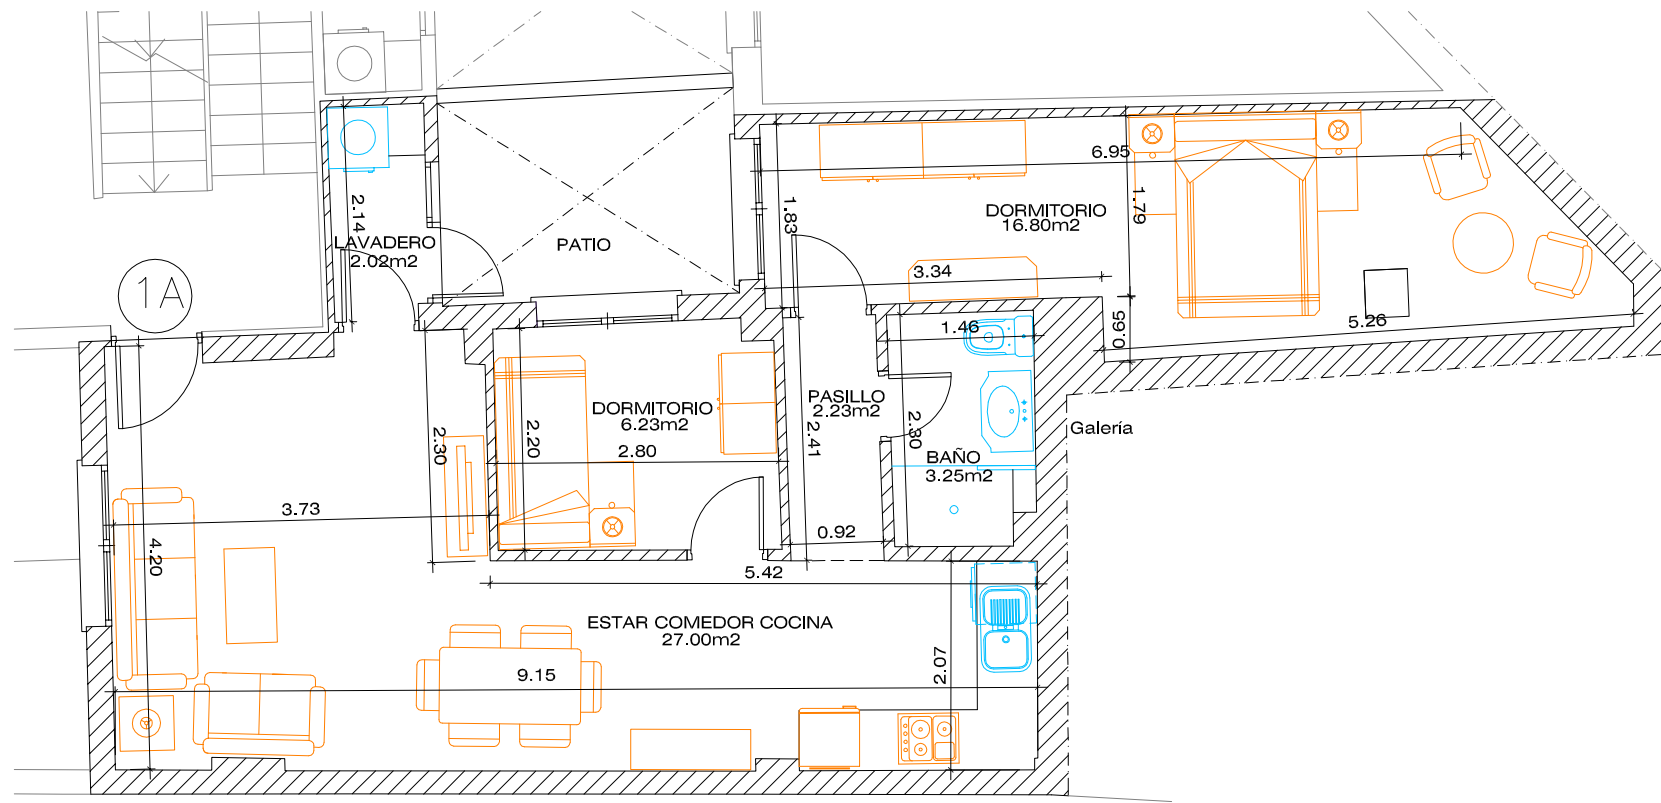 6.95
1.79
DORMITORIO
16.80m2
1.83
2.14
LAVADERO
2.02m2
PATIO
3.34
1A
5.26
0.65
1.46
PASILLO
2.23m2
DORMITORIO
6.23m2
2.30
2.20
2.80
2.41
2.30
BAÑO
3.25m2
Galería
3.73
4.20
0.92
5.42
ESTAR COMEDOR COCINA
27.00m2
2.07
9.15